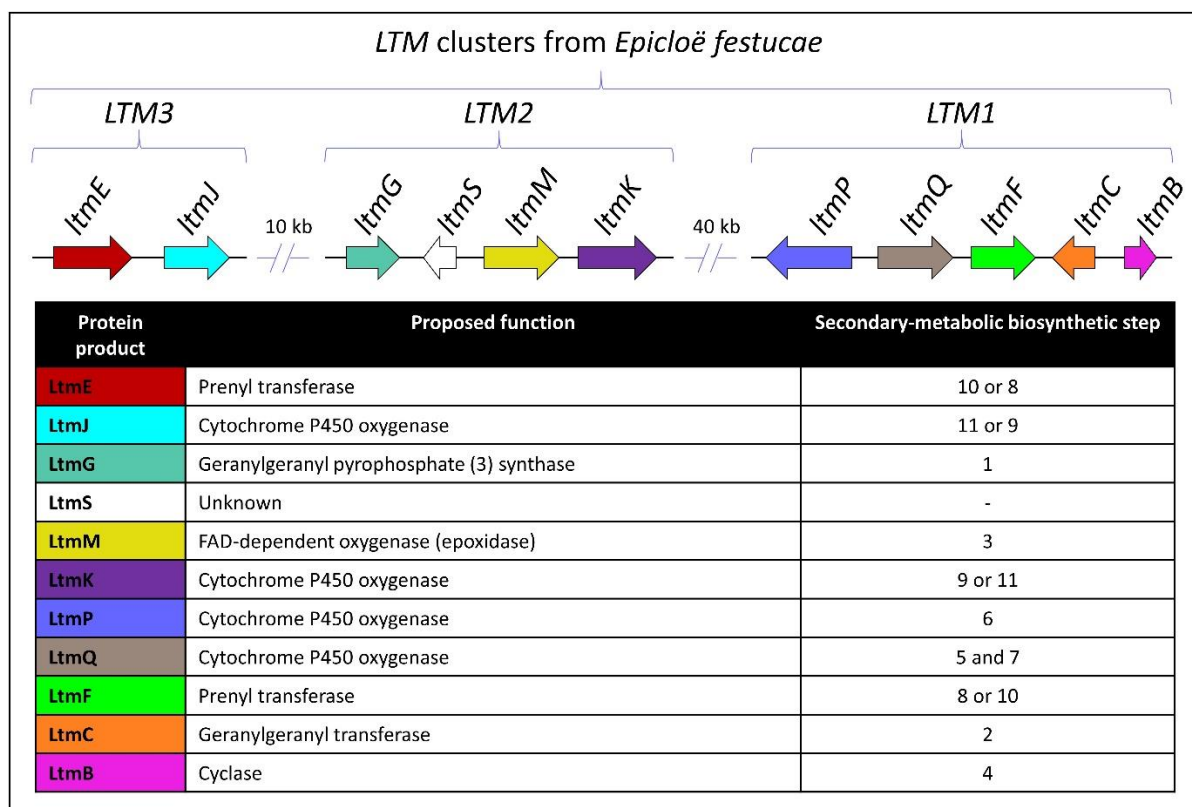 LTM clusters from Epicloë festucae
LTM3 LTM2 LTM1
ltmE ltmJ ltmG ltmS ltmM ltmK ltmP ltmQ ltmF ltmC ltmB
10 kb 40 kb
Protein product Proposed function Secondary-metabolic biosynthetic step
LtmE Prenyl transferase 10 or 8
LtmJ Cytochrome P450 oxygenase 11 or 9
LtmG Geranylgeranyl pyrophosphate (3) synthase 1
LtmS Unknown -
LtmM FAD-dependent oxygenase (epoxidase) 3
LtmK Cytochrome P450 oxygenase 9 or 11
LtmP Cytochrome P450 oxygenase 6
LtmQ Cytochrome P450 oxygenase 5 and 7
LtmF Prenyl transferase 8 or 10
LtmC Geranylgeranyl transferase 2
LtmB Cyclase 4